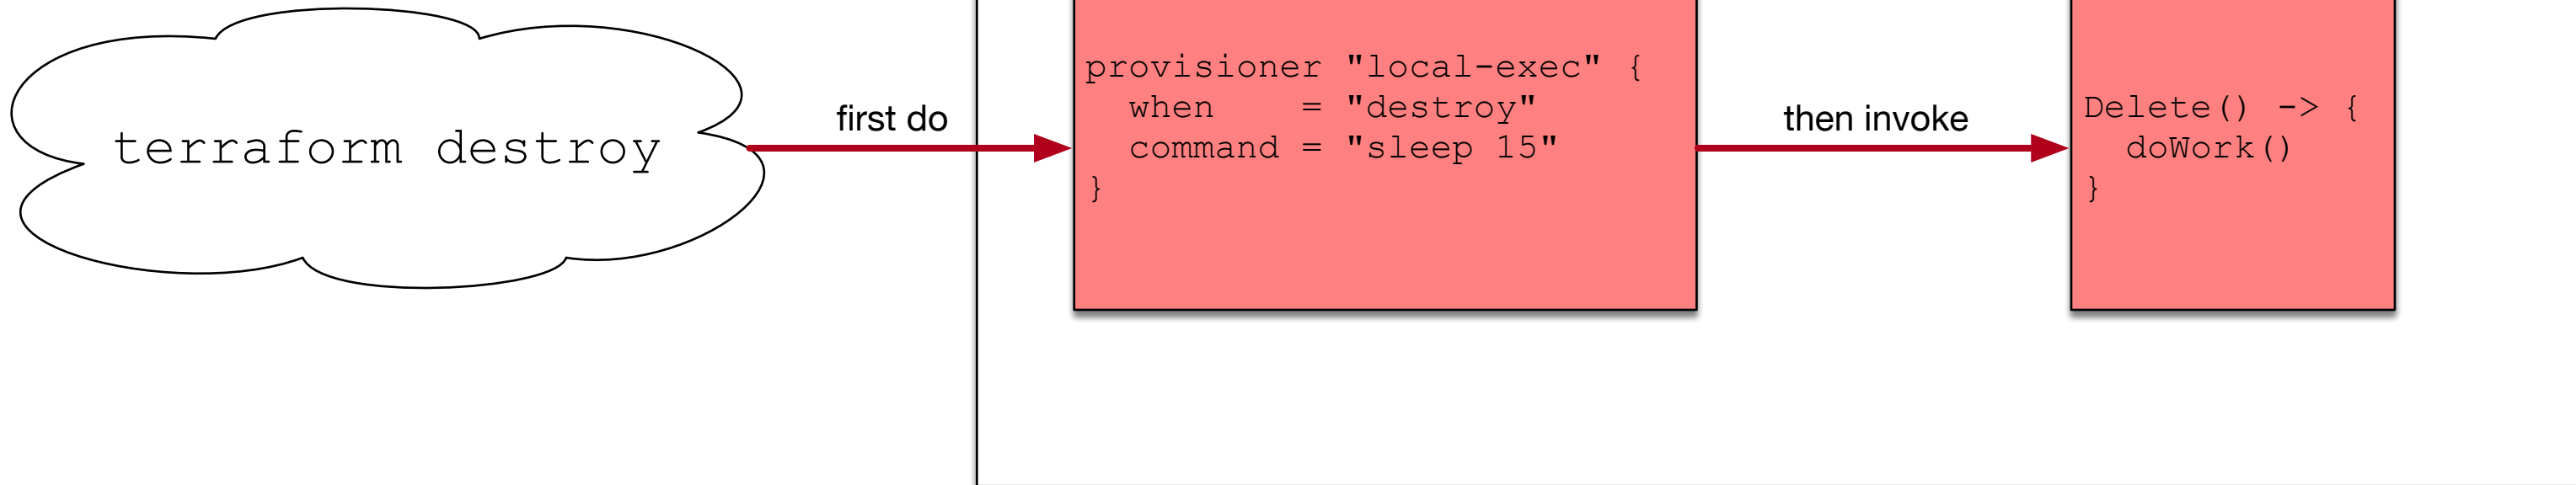 terraform destroy
first do
provisioner "local-exec" {
  when    = "destroy"
  command = "sleep 15"
}
then invoke
Delete() -> {
  doWork()
}